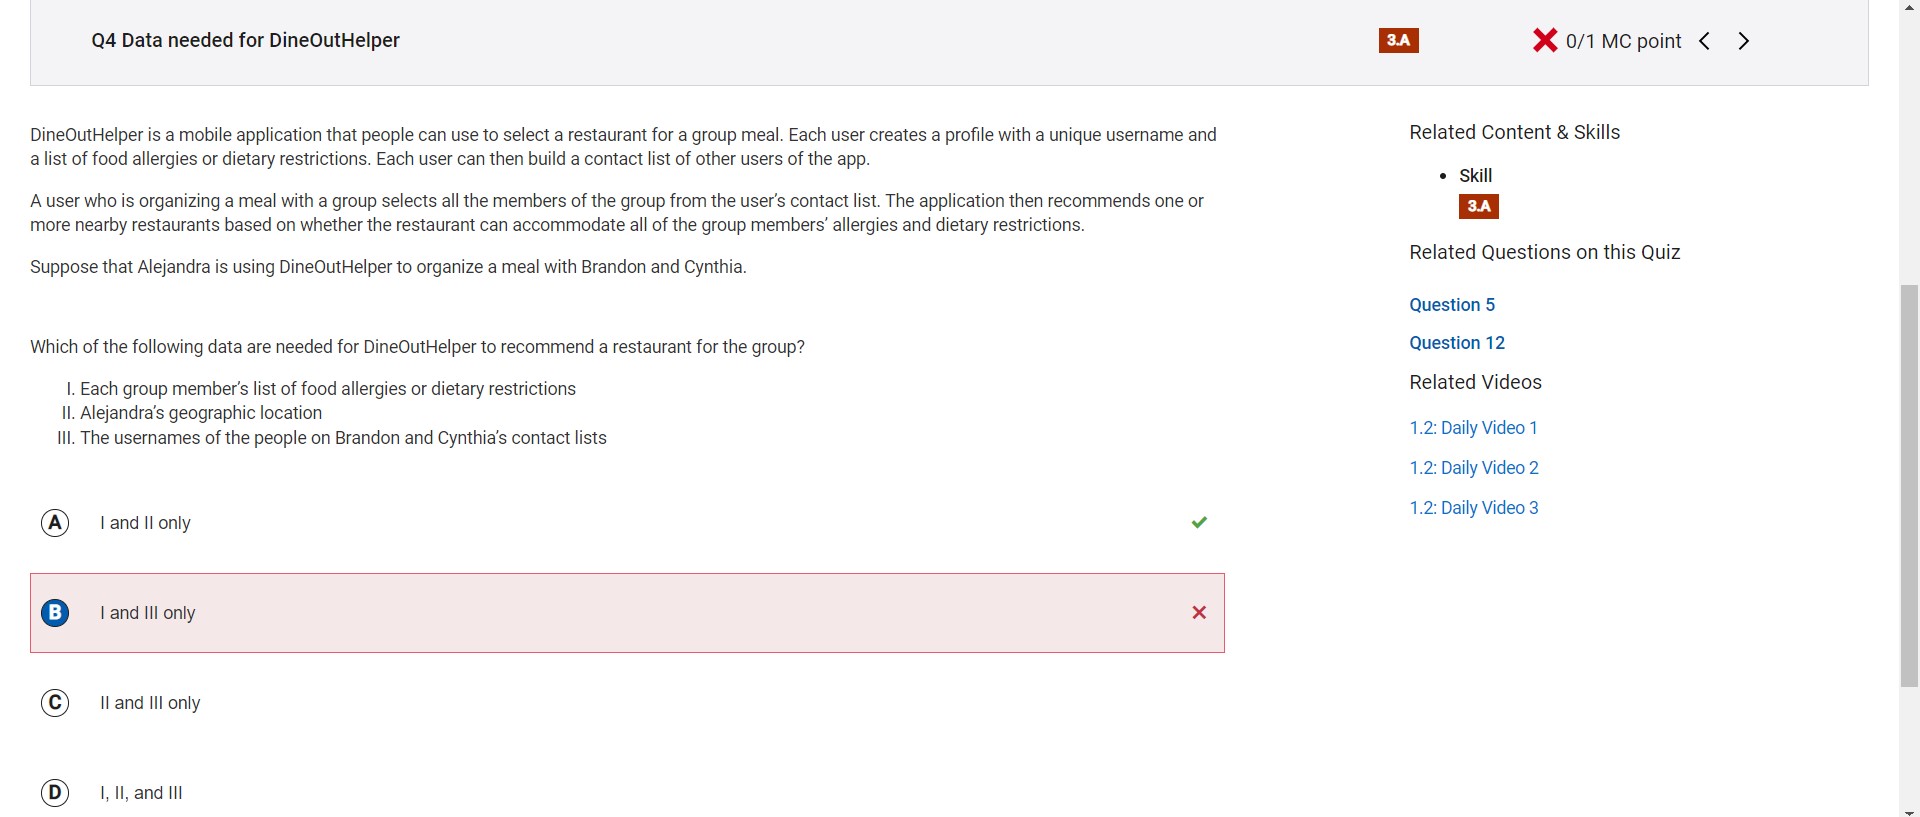 Q4 Data needed for DineOutHelper
3.A
0/1 MC point
DineOutHelper is a mobile application that people can use to select a restaurant for a group meal. Each user creates a profile with a unique username and
a list of food allergies or dietary restrictions. Each user can then build a contact list of other users of the app.
A user who is organizing a meal with a group selects all the members of the group from the user’s contact list. The application then recommends one or
more nearby restaurants based on whether the restaurant can accommodate all of the group members’ allergies and dietary restrictions.
Suppose that Alejandra is using DineOutHelper to organize a meal with Brandon and Cynthia.
Which of the following data are needed for DineOutHelper to recommend a restaurant for the group?
I. Each group member’s list of food allergies or dietary restrictions
II. Alejandra’s geographic location
III. The usernames of the people on Brandon and Cynthia’s contact lists
A I and II only
B I and III only
C II and III only
D I, II, and III
Related Content & Skills
• Skill
3.A
Related Questions on this Quiz
Question 5
Question 12
Related Videos
1.2: Daily Video 1
1.2: Daily Video 2
1.2: Daily Video 3